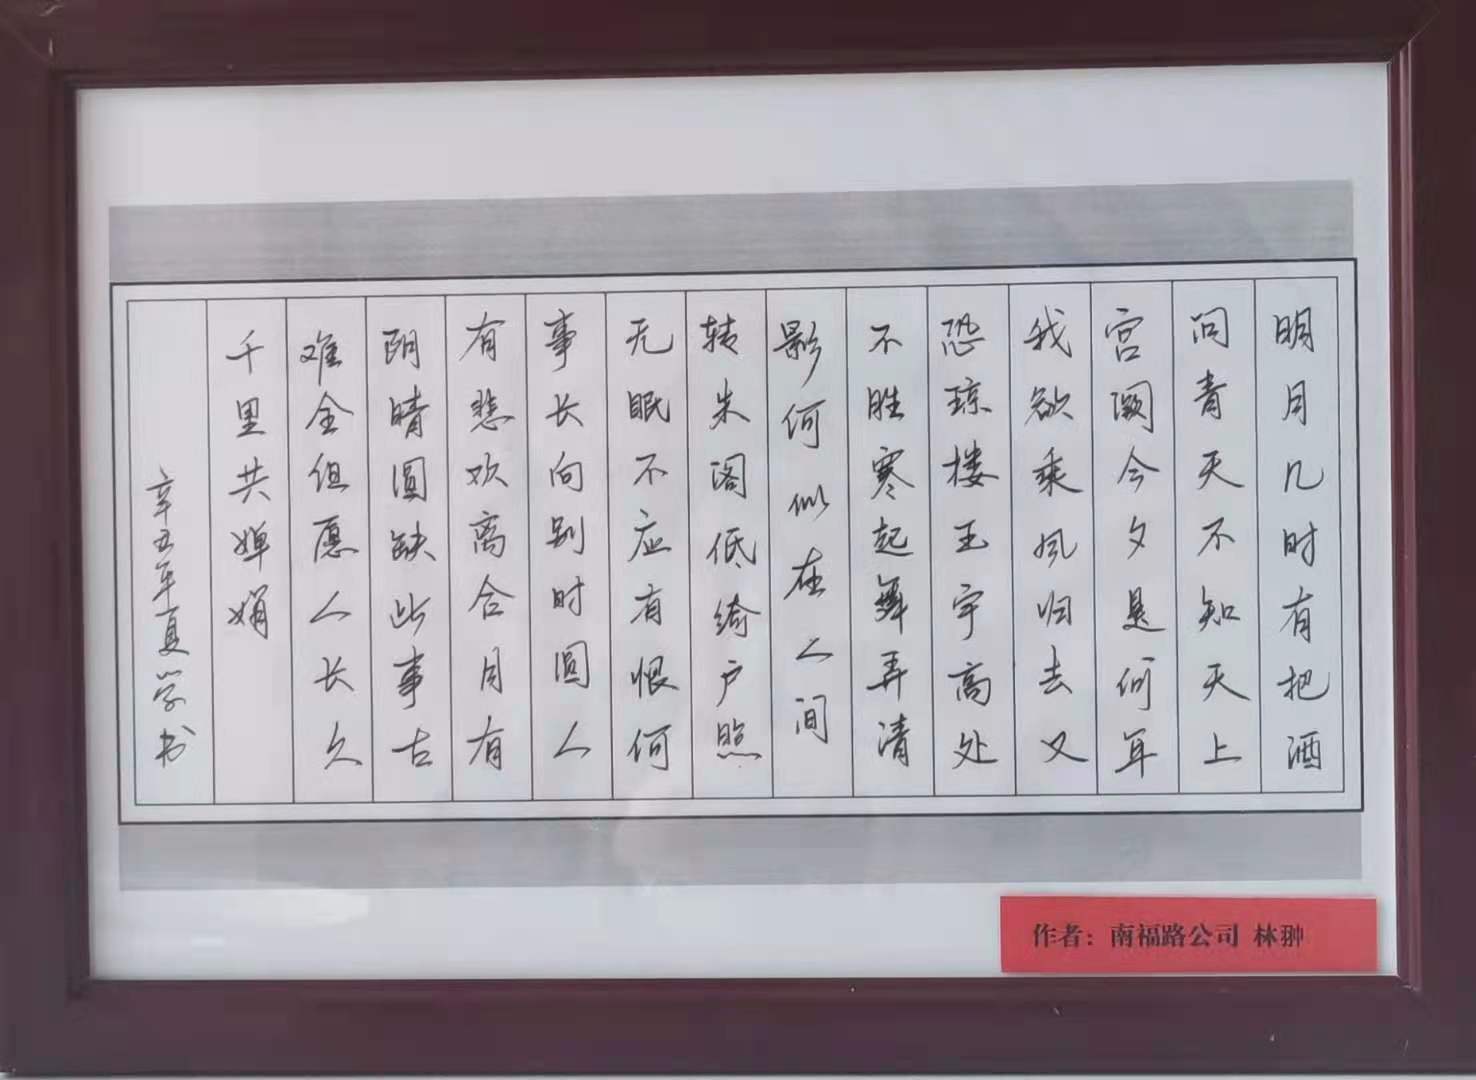 明月几时有把酒
问青天不知天上
宫阙今夕是何年
我欲乘风归去又
恐琼楼玉宇高处
不胜寒起舞弄清
影何似在人间
转朱阁低绮户照
无眠不应有恨何
事长向别时圆人
有悲欢离合月有
阴晴圆缺此事古
难全但愿人长久
千里共婵娟
辛丑年夏学书
作者：南福路公司 林翀